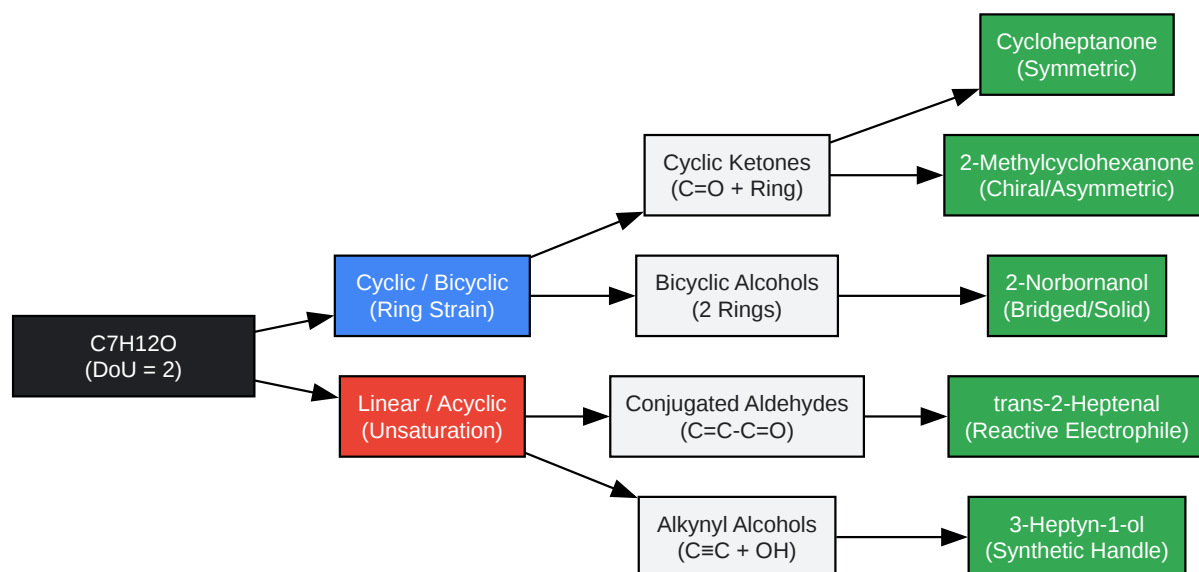 Cycloheptanone
(Symmetric)
Cyclic Ketones
(C=O + Ring)
2-Methylcyclohexanone
(Chiral/Asymmetric)
Cyclic / Bicyclic
(Ring Strain)
Bicyclic Alcohols
(2 Rings)
2-Norbornanol
(Bridged/Solid)
C7H12O
(DoU = 2)
Linear / Acyclic
(Unsaturation)
Conjugated Aldehydes
(C=C-C=O)
trans-2-Heptenal
(Reactive Electrophile)
Alkynyl Alcohols
(C≡C + OH)
3-Heptyn-1-ol
(Synthetic Handle)